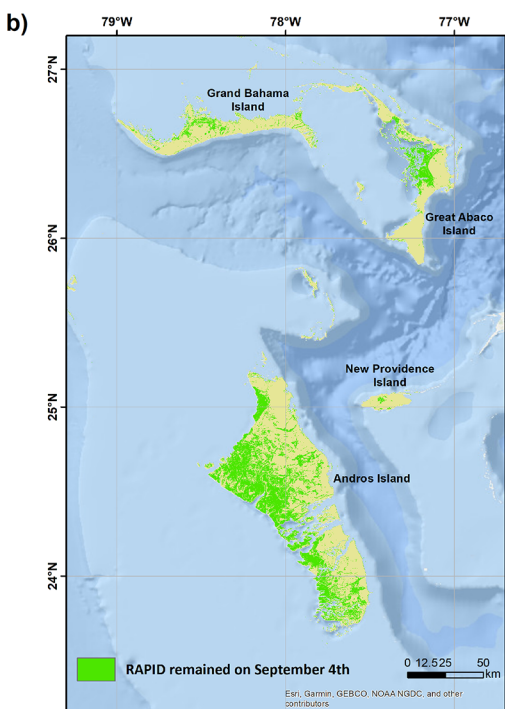 b)
79°W 78°W 77°W
27°N
Grand Bahama
Island
Great Abaco
Island
26°N
New Providence
Island
25°N
Andros Island
24°N
RAPID remained on September 4th
0 12.525 50
km
Esri, Garmin, GEBCO, NOAA NGDC, and other
contributors